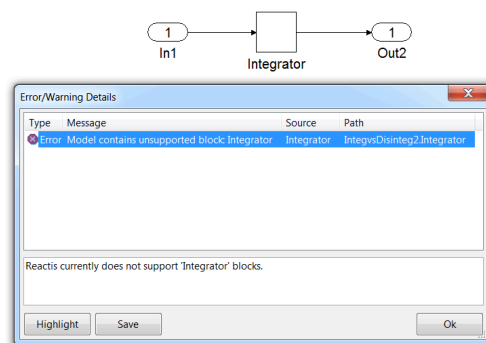 1 1
In1 Integrator Out2
Error/Warning Details
Type Message Source Path
Error Model contains unsupported block: Integrator Integrator IntegvsDisinteg2.Integrator
Reactis currently does not support 'Integrator' blocks.
Highlight Save Ok